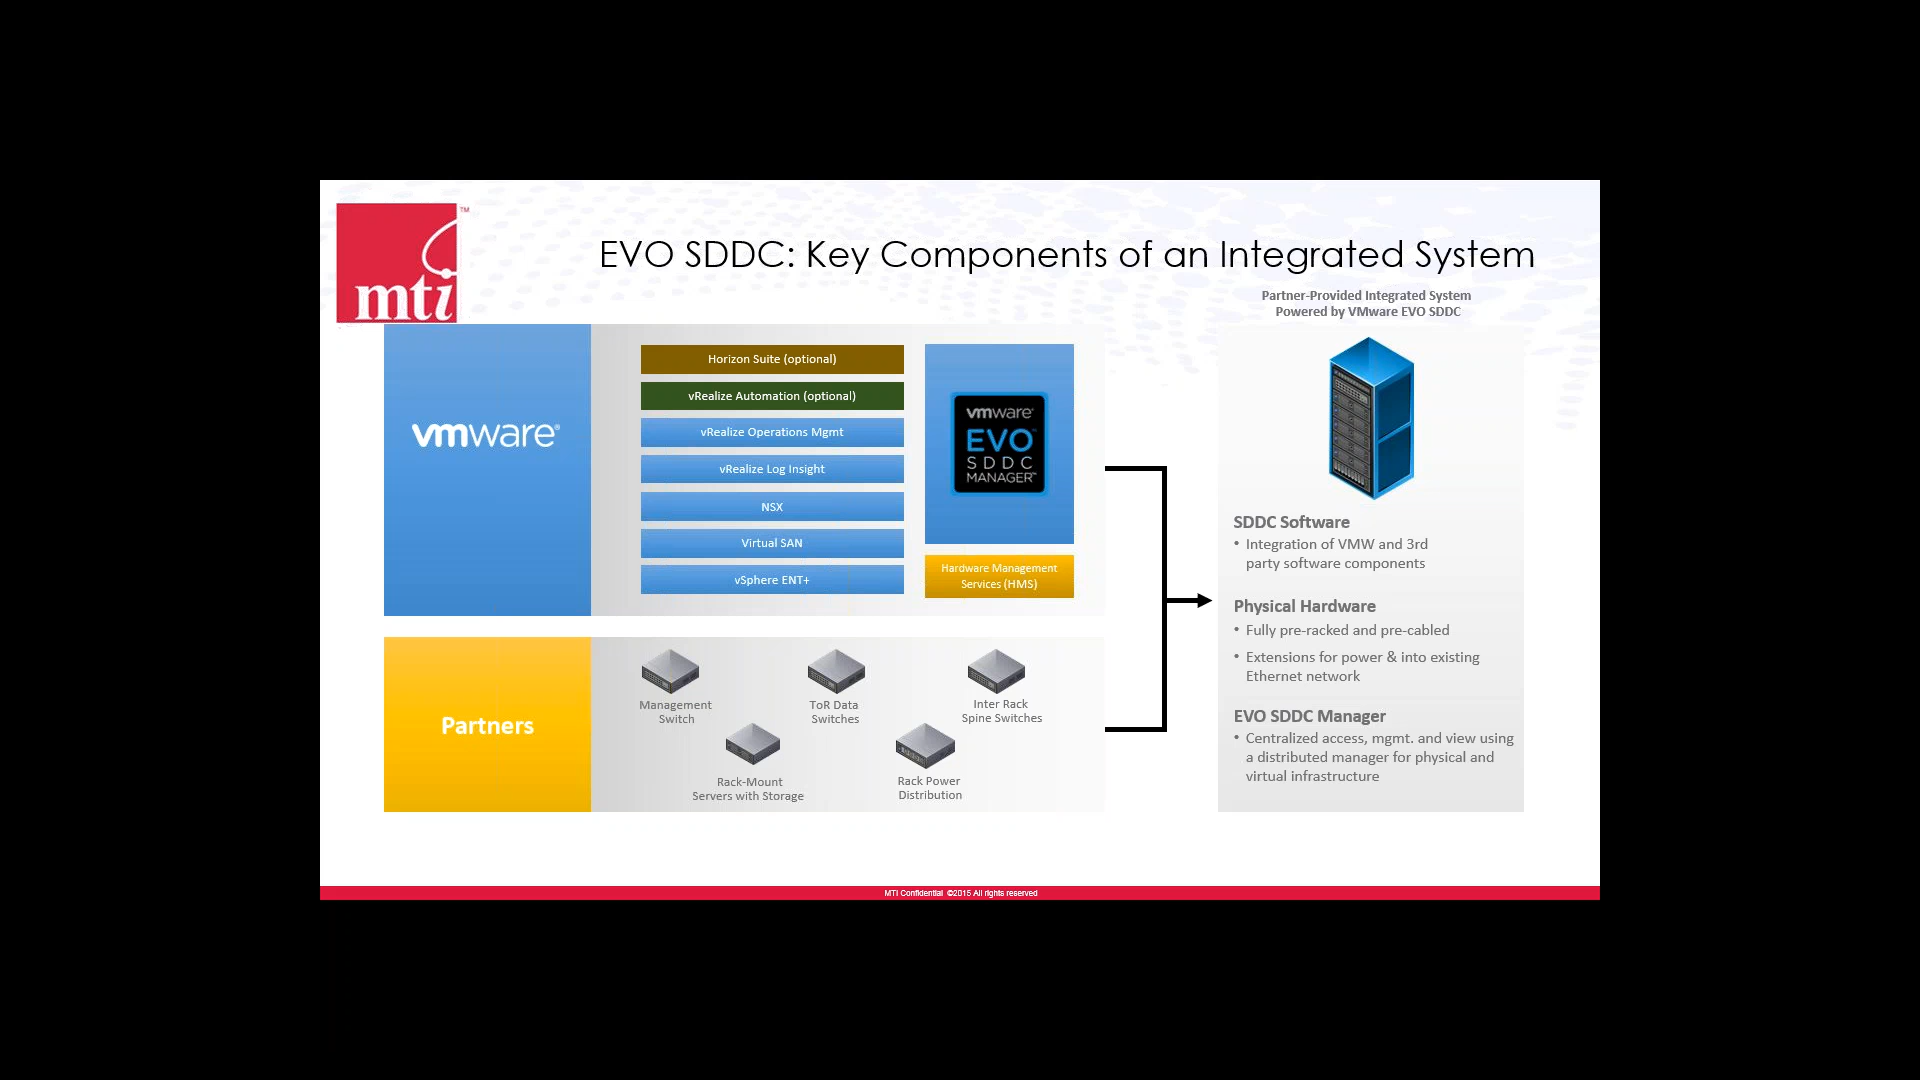 mti
TM
EVO SDDC: Key Components of an Integrated System
Partner-Provided Integrated System
Powered by VMware EVO SDDC
vmware®
Horizon Suite (optional)
vRealize Automation (optional)
vRealize Operations Mgmt
vRealize Log Insight
NSX
Virtual SAN
vSphere ENT+
vmware®
EVO™
SDDC
MANAGER™
Hardware Management
Services (HMS)
Partners
Management
Switch
ToR Data
Switches
Inter Rack
Spine Switches
Rack-Mount
Servers with Storage
Rack Power
Distribution
SDDC Software
• Integration of VMW and 3rd
party software components
Physical Hardware
• Fully pre-racked and pre-cabled
• Extensions for power & into existing
Ethernet network
EVO SDDC Manager
• Centralized access, mgmt. and view using
a distributed manager for physical and
virtual infrastructure
MTI Confidential ©2015 All rights reserved